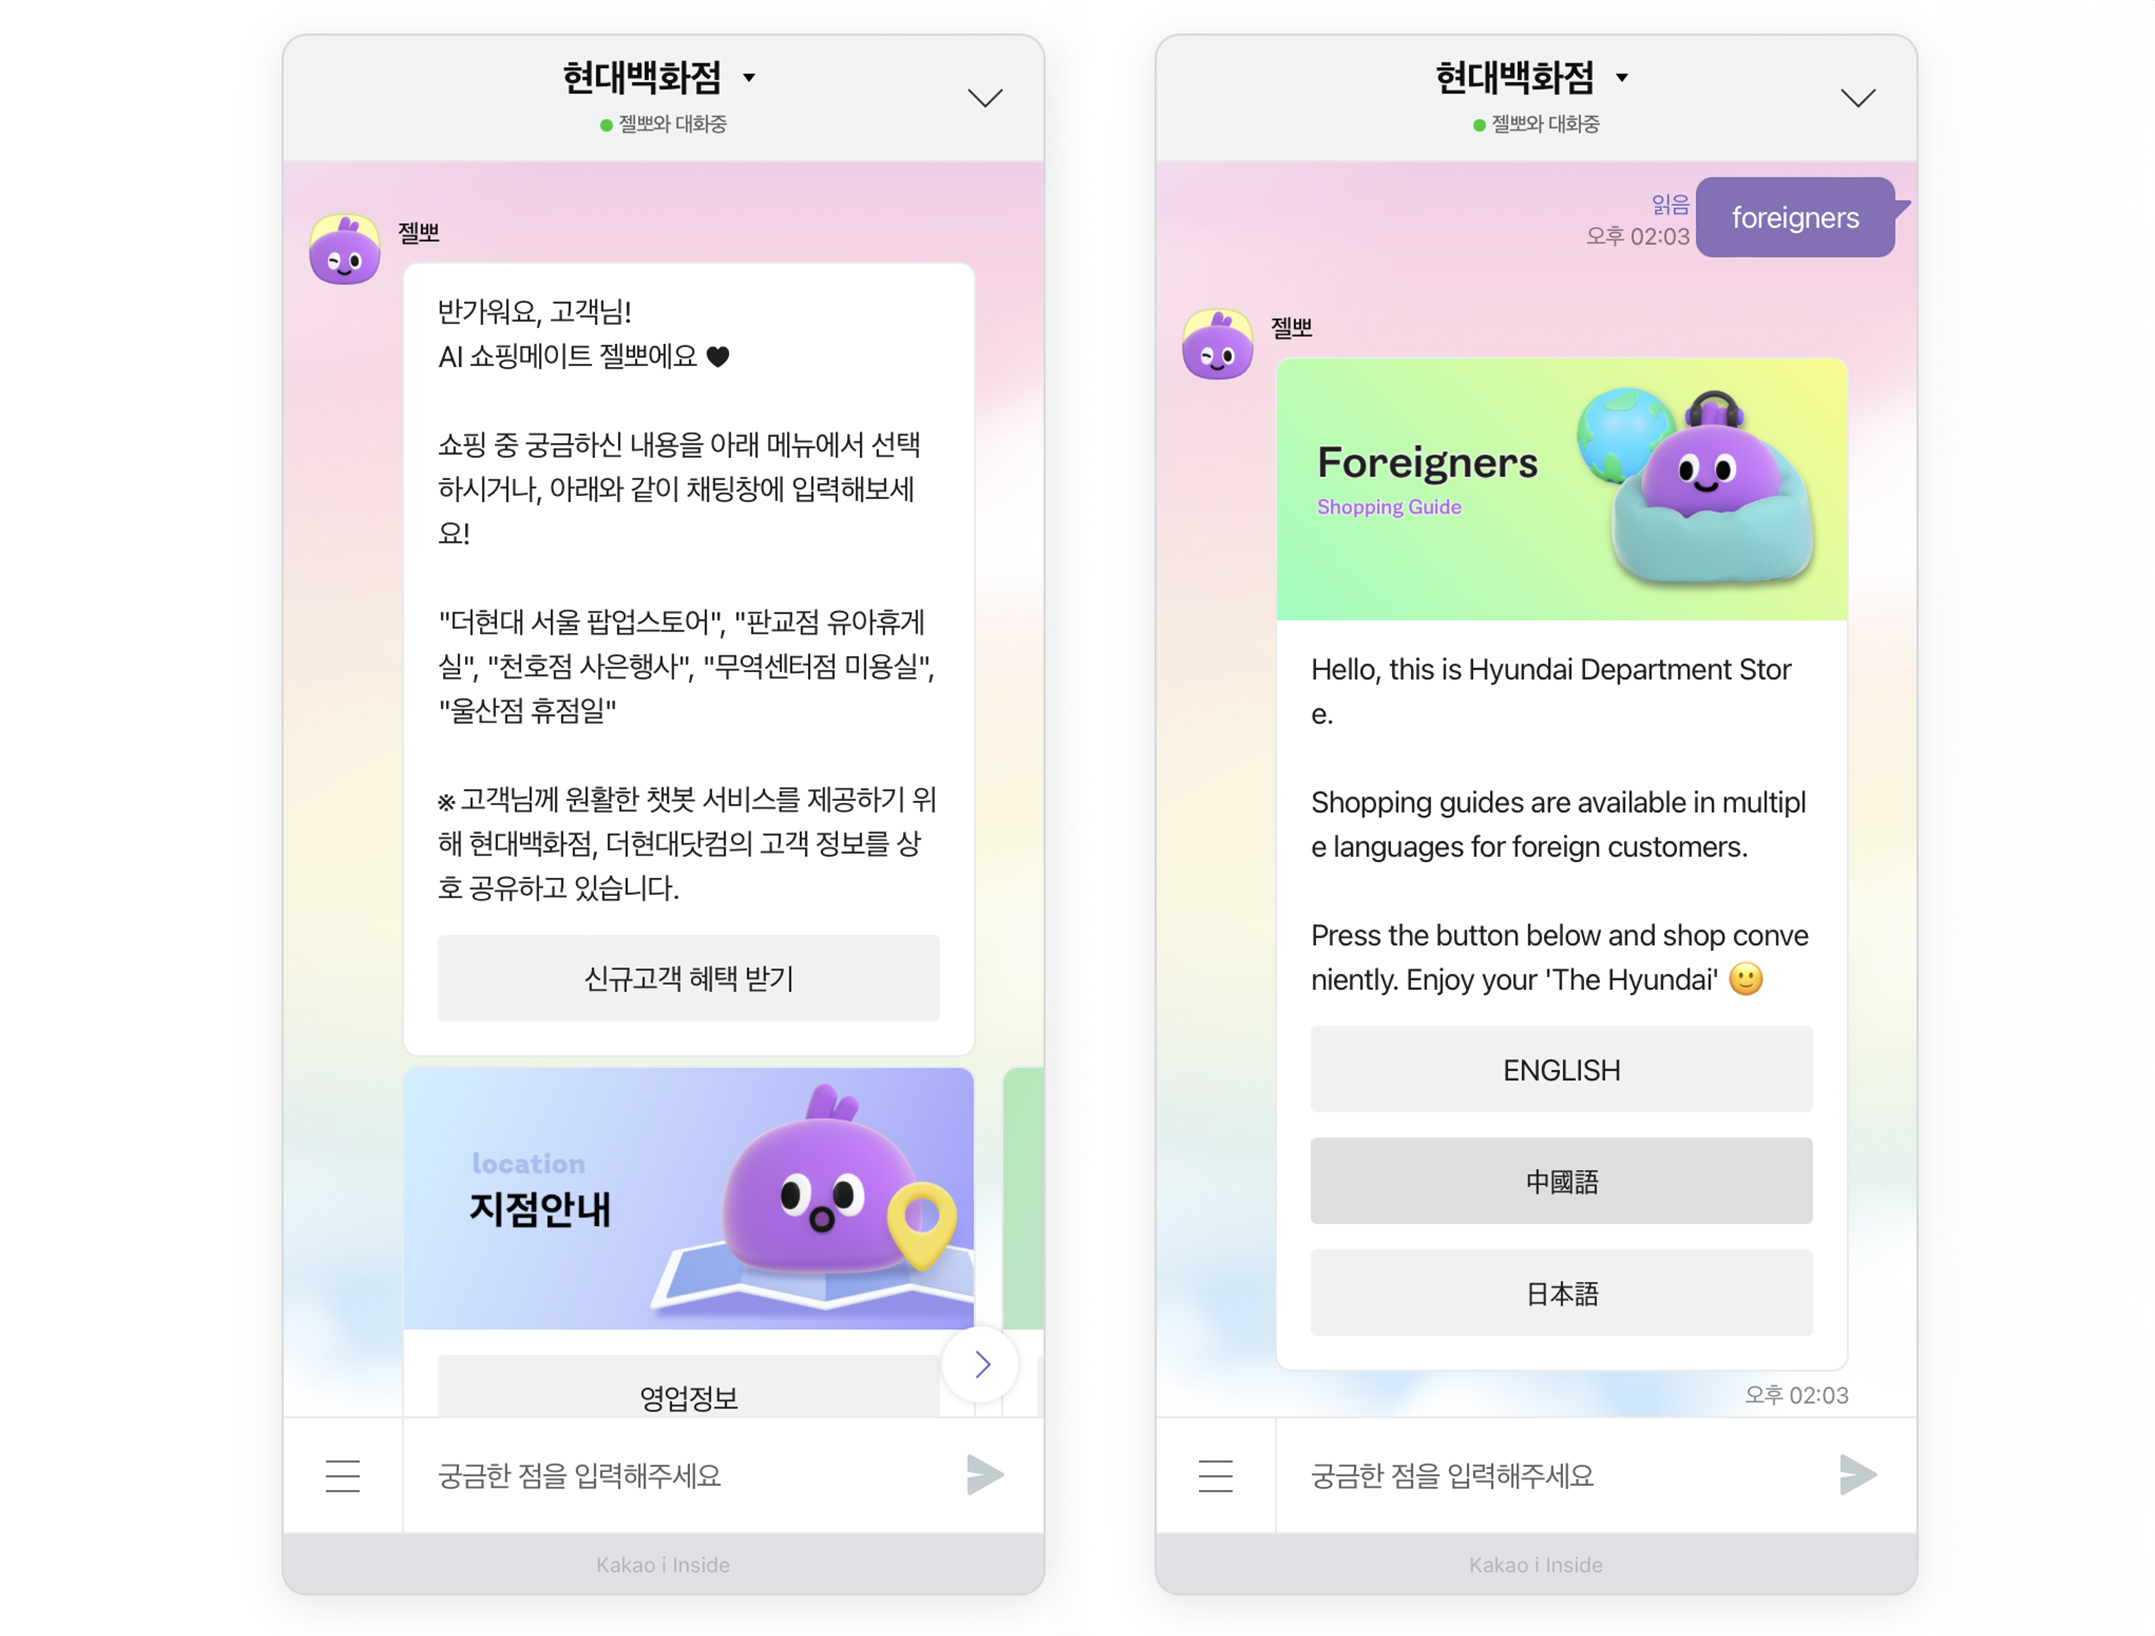 현대백화점
젤뽀와 대화중
젤뽀
반가워요, 고객님!
AI 쇼핑메이트 젤뽀에요 🖤
쇼핑 중 궁금하신 내용을 아래 메뉴에서 선택
하시거나, 아래와 같이 채팅창에 입력해보세
요!
"더현대 서울 팝업스토어", "판교점 유아휴게
실", "천호점 사은행사", "무역센터점 미용실",
"울산점 휴점일"
※ 고객님께 원활한 챗봇 서비스를 제공하기 위
해 현대백화점, 더현대닷컴의 고객 정보를 상
호 공유하고 있습니다.
신규고객 혜택 받기
location
지점안내
영업정보
궁금한 점을 입력해주세요
Kakao i Inside
현대백화점
젤뽀와 대화중
읽음
오후 02:03
foreigners
젤뽀
Foreigners
Shopping Guide
Hello, this is Hyundai Department Stor
e.
Shopping guides are available in multipl
e languages for foreign customers.
Press the button below and shop conve
niently. Enjoy your 'The Hyundai' 🙂
ENGLISH
中國語
日本語
오후 02:03
궁금한 점을 입력해주세요
Kakao i Inside